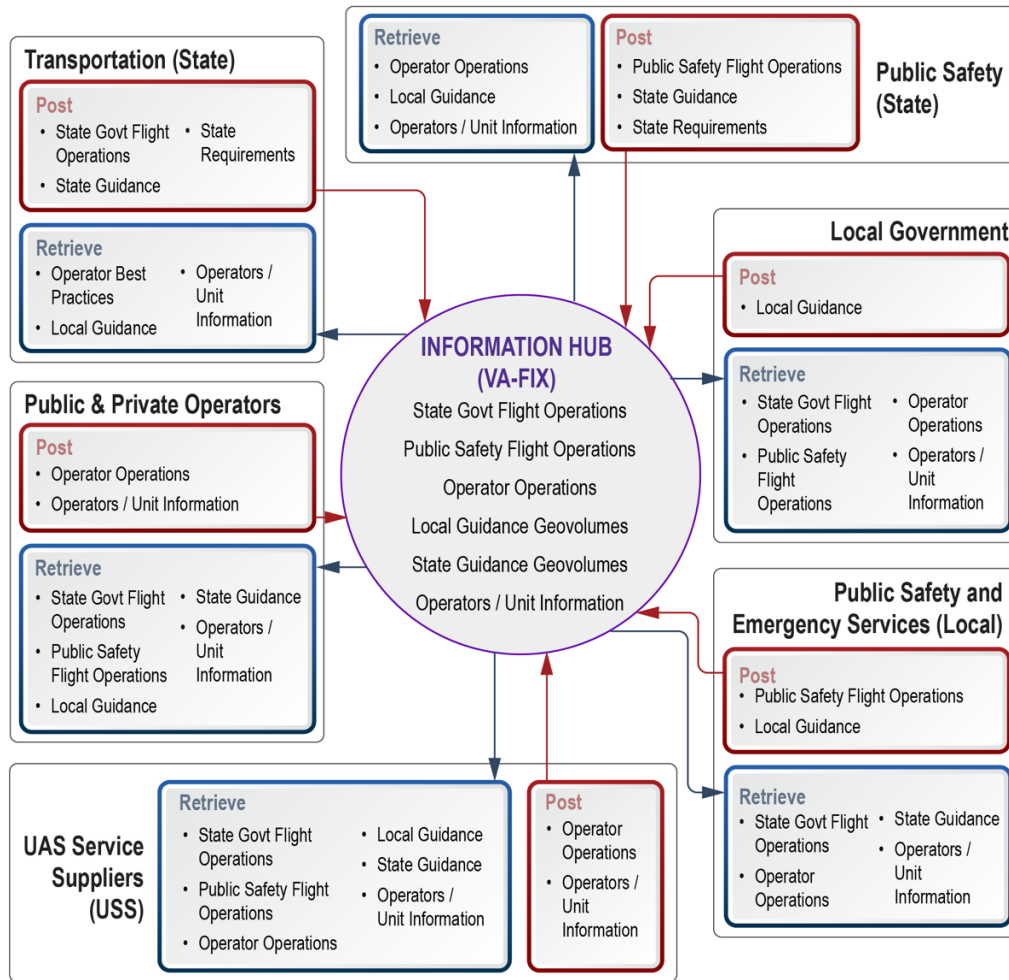 Transportation (State)
Post
• State Govt Flight
Operations
• State Guidance
• State
Requirements
Retrieve
• Operator Best
Practices
• Local Guidance
• Operators /
Unit
Information
Retrieve
• Operator Operations
• Local Guidance
• Operators / Unit Information
Post
• Public Safety Flight Operations
• State Guidance
• State Requirements
Public Safety
(State)
Local Government
Post
• Local Guidance
Retrieve
• State Govt Flight
Operations
• Public Safety
Flight
Operations
• Operator
Operations
• Operators /
Unit
Information
INFORMATION HUB
(VA-FIX)
State Govt Flight Operations
Public Safety Flight Operations
Operator Operations
Local Guidance Geovolumes
State Guidance Geovolumes
Operators / Unit Information
Public & Private Operators
Post
• Operator Operations
• Operators / Unit Information
Retrieve
• State Govt Flight
Operations
• Public Safety
Flight Operations
• Local Guidance
• State Guidance
• Operators /
Unit
Information
Public Safety and
Emergency Services (Local)
Post
• Public Safety Flight Operations
• Local Guidance
Retrieve
• State Govt Flight
Operations
• Operator
Operations
• State Guidance
• Operators /
Unit
Information
UAS Service
Suppliers
(USS)
Retrieve
• State Govt Flight
Operations
• Public Safety Flight
Operations
• Operator Operations
• Local Guidance
• State Guidance
• Operators /
Unit Information
Post
• Operator
Operations
• Operators /
Unit
Information